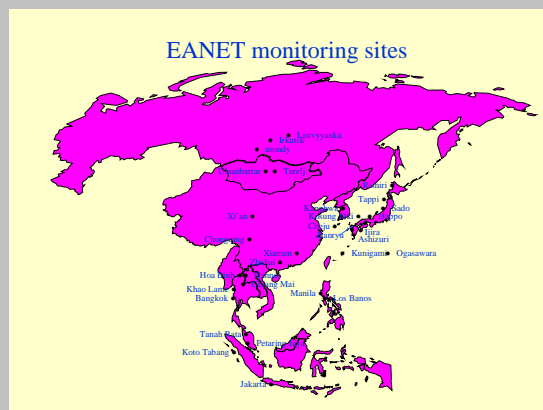 EANET monitoring sites
Listvyanka
Irkutsk
mondy
Ulaanbaatar
Terelj
Rishiri
Tappi
Sado
Happo
Xi'an
Cheju
Ijira
Banryu
Ashizuri
Chongqing
Xiamen
Zhuhai
Kunigami
Ogasawara
Hoa Binh
Hanoi
Chiang Mai
Khao Lam
Bangkok
Manila
Los Banos
Tanah Rata
Petaling Jaya
Koto Tabang
Jakarta